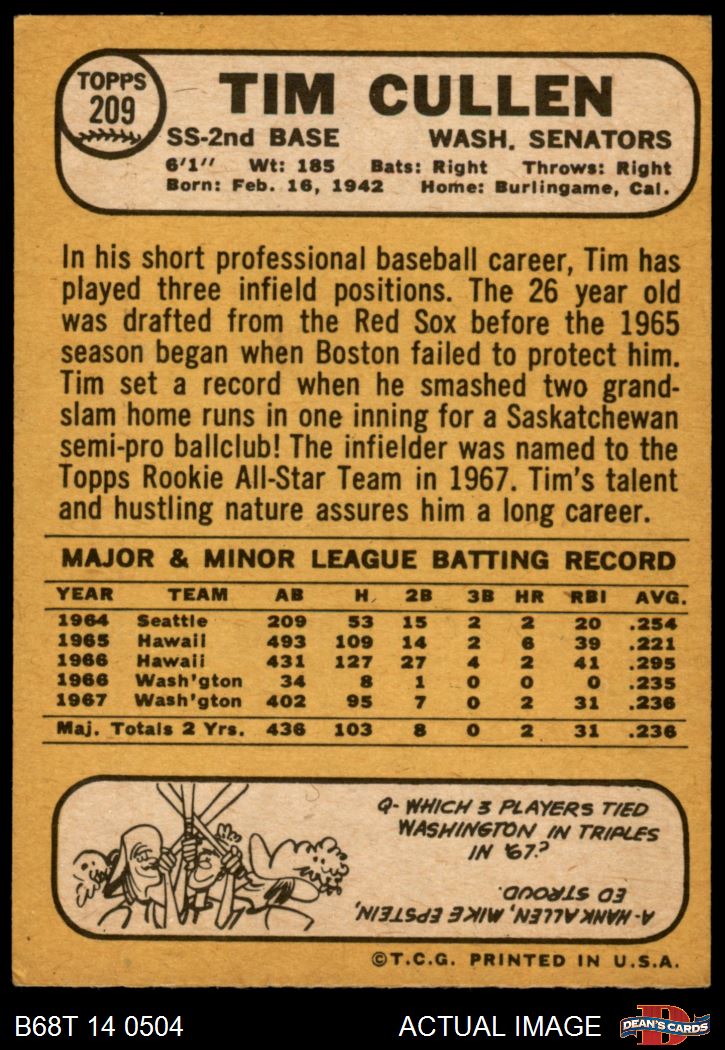 TOPPS
209
TIM CULLEN
SS-2nd BASE WASH. SENATORS
6'1" Wt: 185 Bats: Right Throws: Right
Born: Feb. 16, 1942 Home: Burlingame, Cal.
In his short professional baseball career, Tim has
played three infield positions. The 26 year old
was drafted from the Red Sox before the 1965
season began when Boston failed to protect him.
Tim set a record when he smashed two grand-
slam home runs in one inning for a Saskatchewan
semi-pro ballclub! The infielder was named to the
Topps Rookie All-Star Team in 1967. Tim's talent
and hustling nature assures him a long career.
MAJOR & MINOR LEAGUE BATTING RECORD
YEAR TEAM AB H. 2B 3B HR RBI AVG.
1964 Seattle 209 53 15 2 2 20 .254
1965 Hawaii 493 109 14 2 6 39 .221
1966 Hawaii 431 127 27 4 2 41 .295
1966 Wash'gton 34 8 1 0 0 0 .235
1967 Wash'gton 402 95 7 0 2 31 .236
Maj. Totals 2 Yrs. 436 103 8 0 2 31 .236
Q- WHICH 3 PLAYERS TIED
WASHINGTON IN TRIPLES
IN '67?
A-HANK ALLEN, MIKE EPSTEIN,
ED STROUD.
©T.C.G. PRINTED IN U.S.A.
B68T 14 0504 ACTUAL IMAGE DEAN'S CARDS